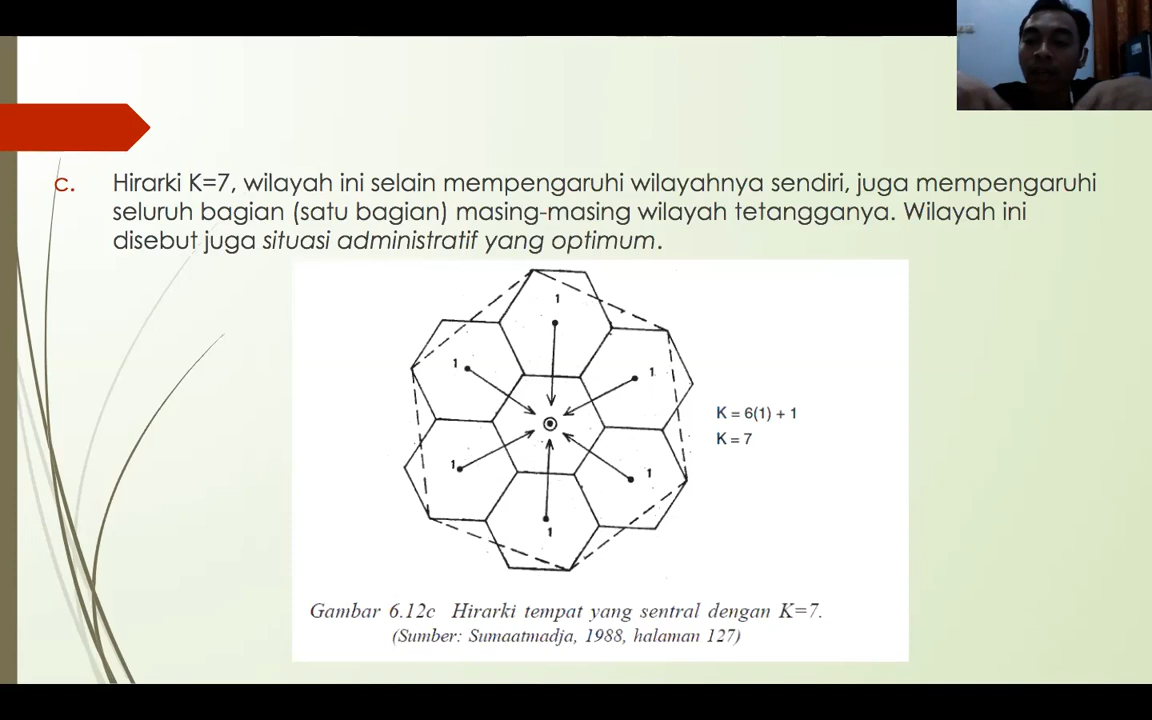 c. Hirarki K=7, wilayah ini selain mempengaruhi wilayahnya sendiri, juga mempengaruhi
seluruh bagian (satu bagian) masing-masing wilayah tetangganya. Wilayah ini
disebut juga situasi administratif yang optimum.
1
1
1
K = 6(1) + 1
K = 7
1
1
1
Gambar 6.12c Hirarki tempat yang sentral dengan K=7.
(Sumber: Sumaatmadja, 1988, halaman 127)